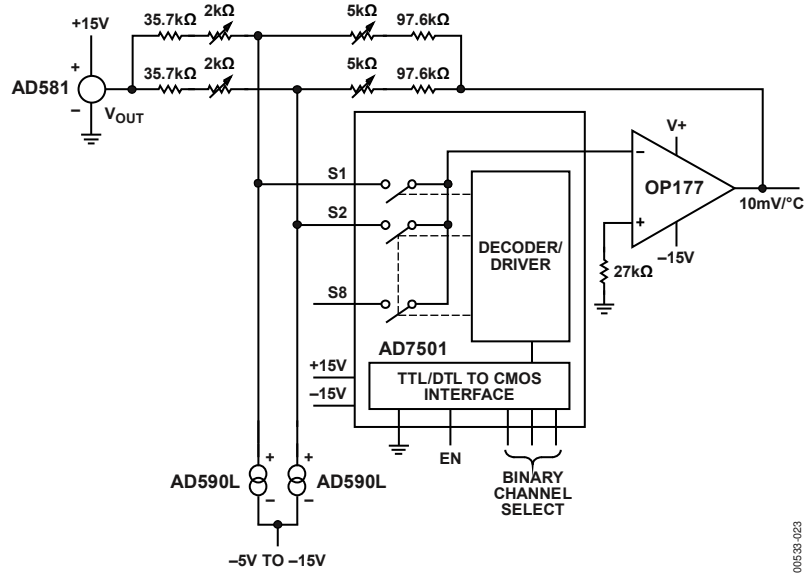 +15V
35.7kΩ
2kΩ
5kΩ
97.6kΩ
+
AD581
–
VOUT
35.7kΩ
2kΩ
5kΩ
97.6kΩ
S1
S2
S8
DECODER/
DRIVER
AD7501
+15V
–15V
TTL/DTL TO CMOS
INTERFACE
EN
BINARY
CHANNEL
SELECT
–
+
V+
OP177
–15V
27kΩ
10mV/°C
AD590L
+
–
+
–
AD590L
–5V TO –15V
00533-023